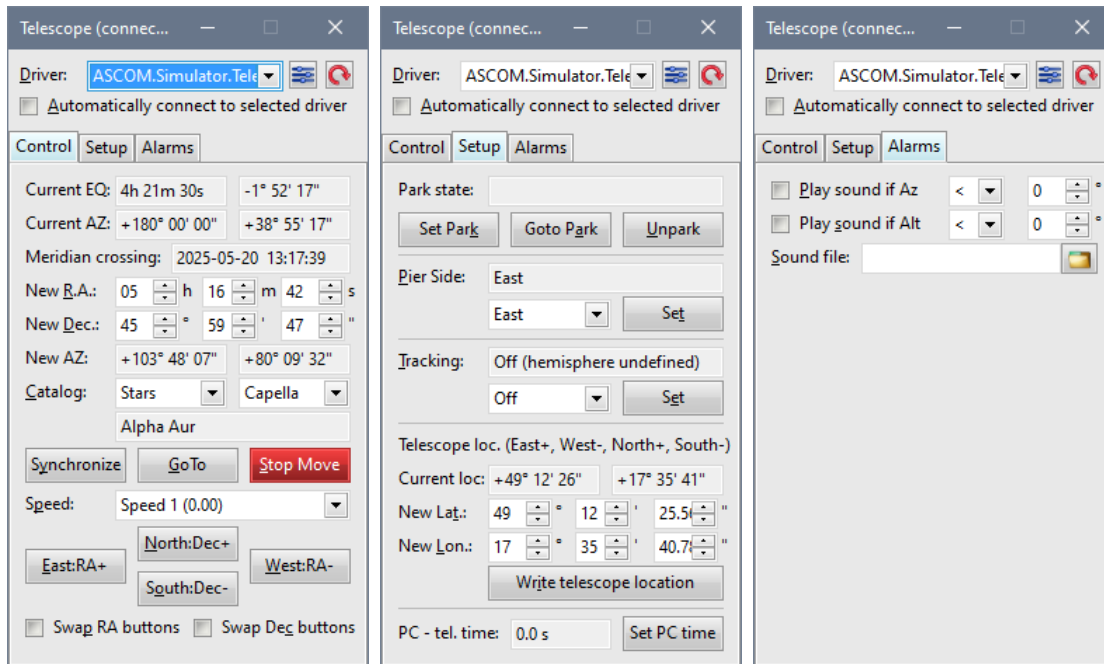 Telescope (connec...
Driver: ASCOM.Simulator.Tele
Automatically connect to selected driver
Control Setup Alarms
Current EQ: 4h 21m 30s -1° 52' 17"
Current AZ: +180° 00' 00" +38° 55' 17"
Meridian crossing: 2025-05-20 13:17:39
New R.A.: 05 h 16 m 42 s
New Dec.: 45 ° 59 ' 47 "
New AZ: +103° 48' 07" +80° 09' 32"
Catalog: Stars Capella
Alpha Aur
Synchronize GoTo Stop Move
Speed: Speed 1 (0.00)
North:Dec+
East:RA+ West:RA-
South:Dec-
Swap RA buttons Swap Dec buttons
Telescope (connec...
Driver: ASCOM.Simulator.Tele
Automatically connect to selected driver
Control Setup Alarms
Park state:
Set Park Goto Park Unpark
Pier Side: East
East Set
Tracking: Off (hemisphere undefined)
Off Set
Telescope loc. (East+, West-, North+, South-)
Current loc: +49° 12' 26" +17° 35' 41"
New Lat.: 49 ° 12 ' "
New Lon.: 17 ° 35 ' "
Write telescope location
PC - tel. time: 0.0 s Set PC time
Telescope (connec...
Driver: ASCOM.Simulator.Tele
Automatically connect to selected driver
Control Setup Alarms
Play sound if Az < 0 °
Play sound if Alt < 0 °
Sound file: